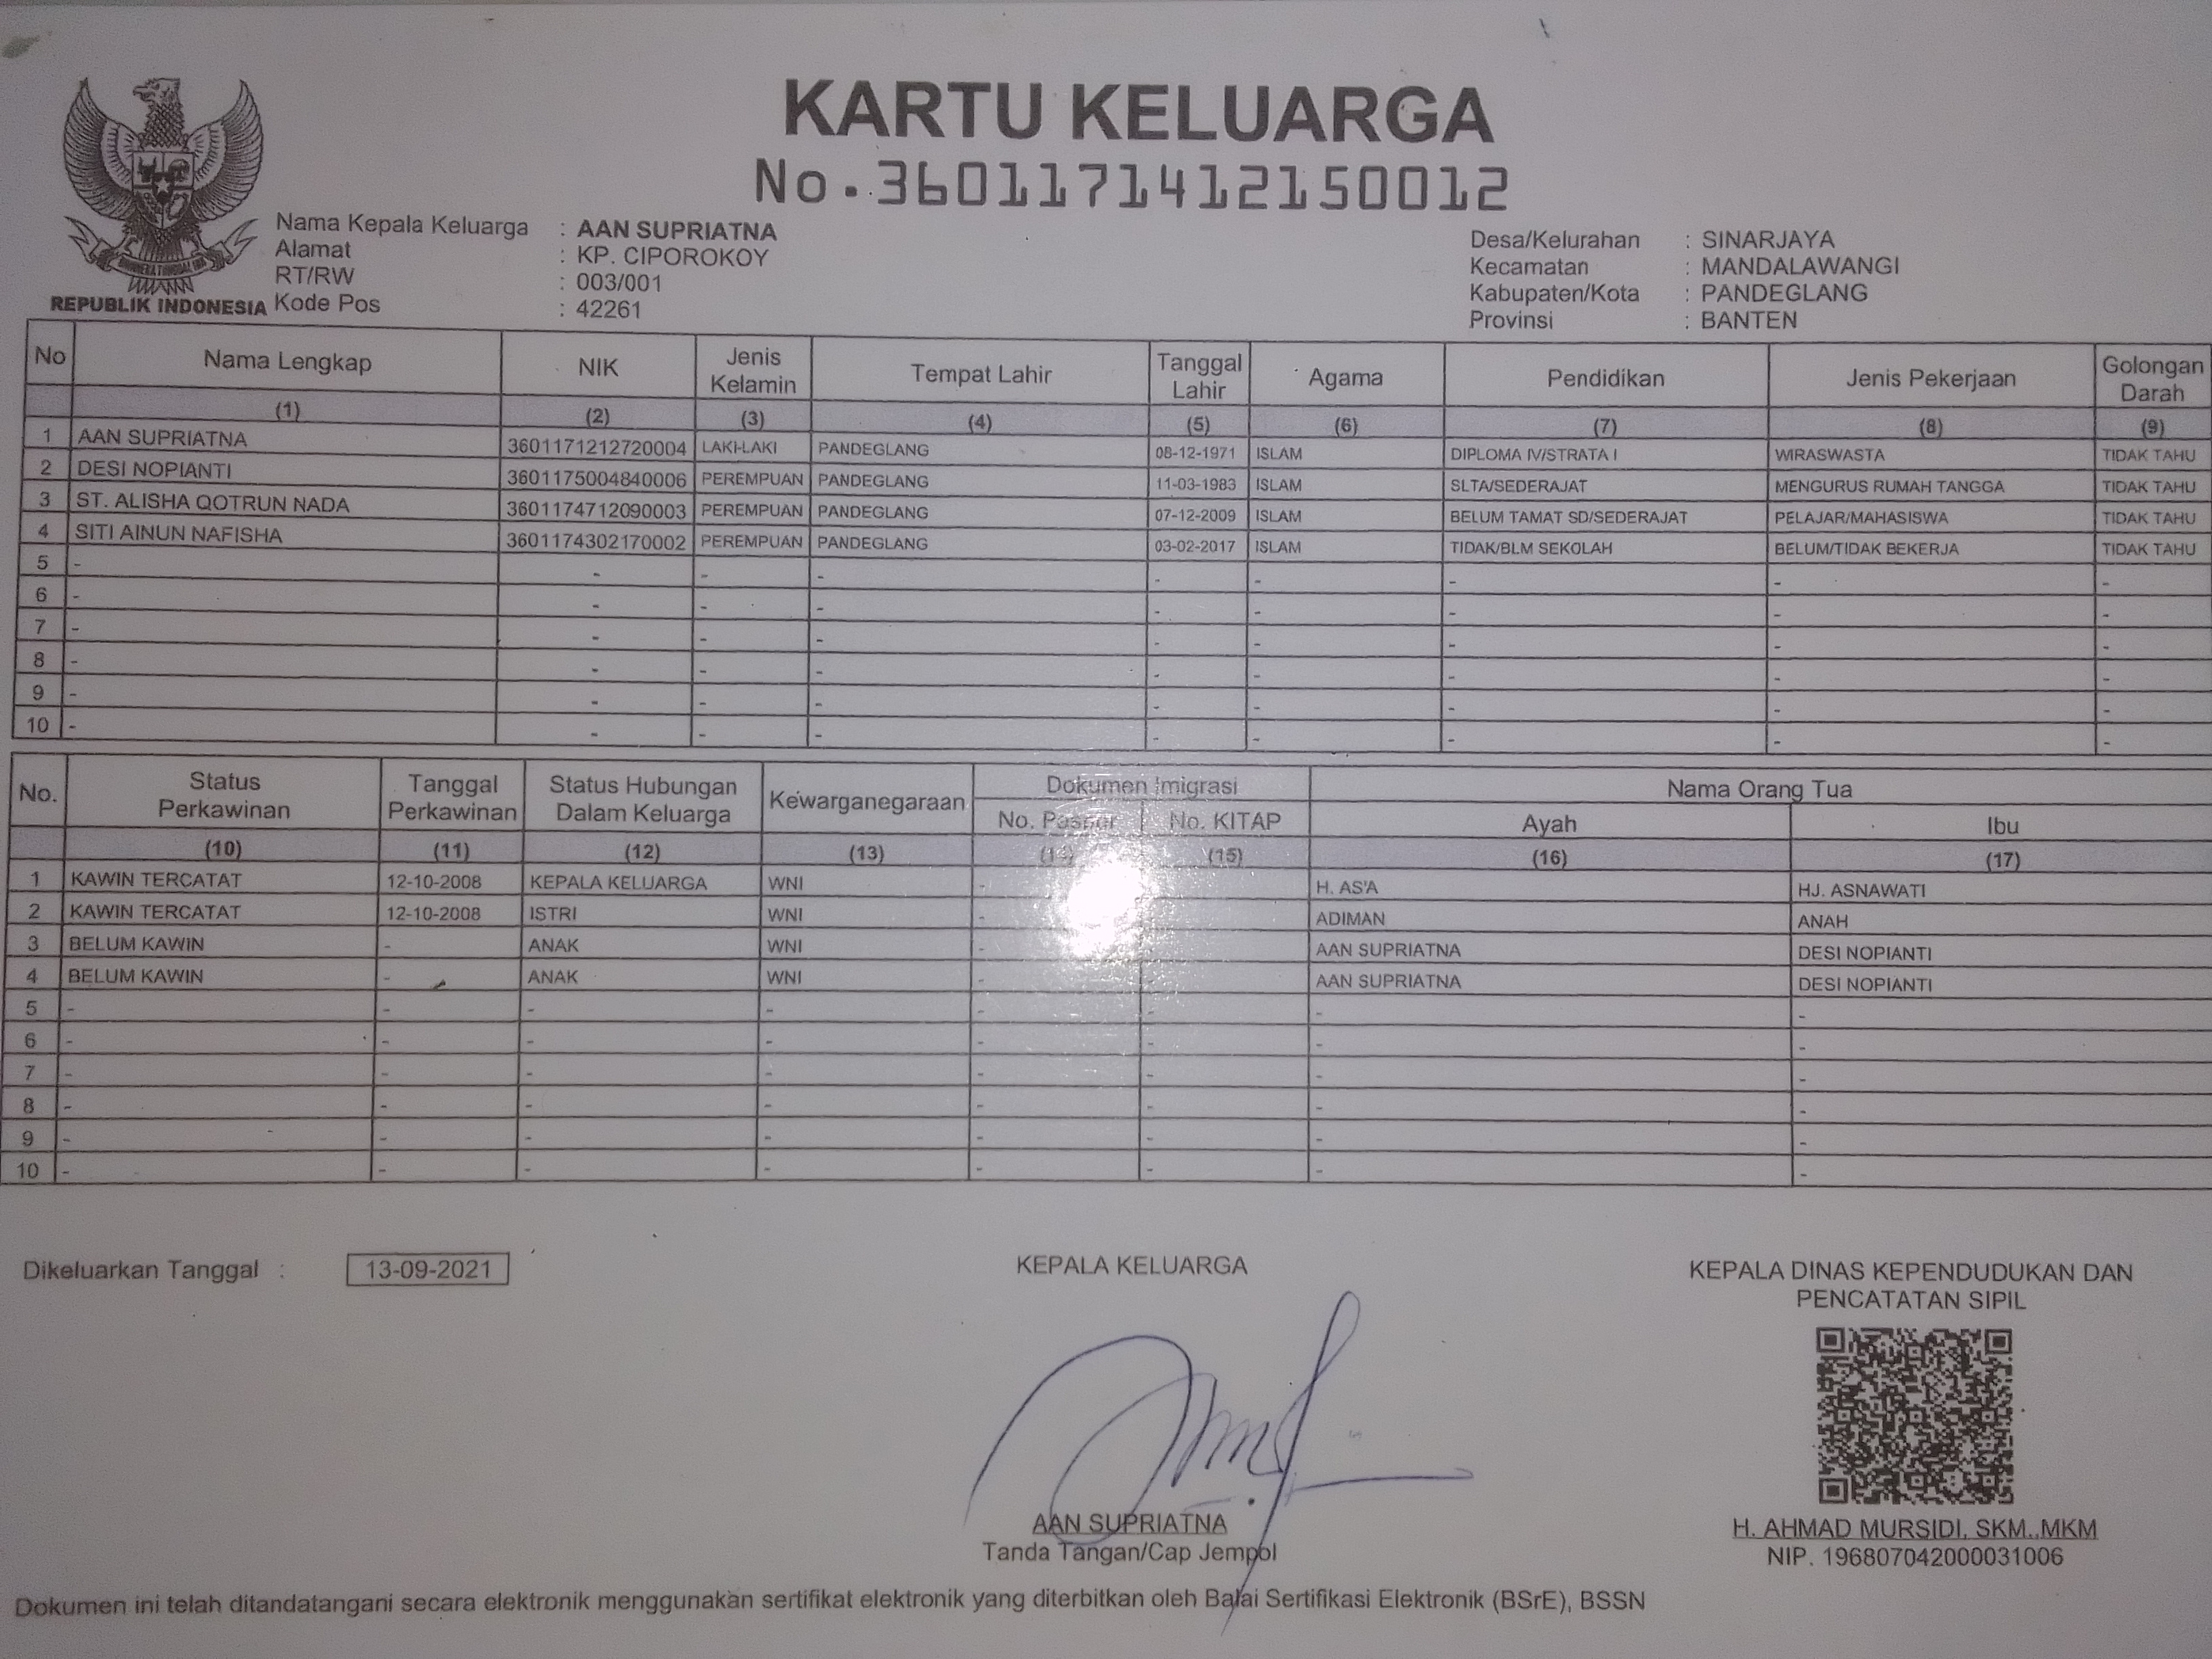 KARTU KELUARGA
No. 3601171412150012
REPUBLIK INDONESIA
Nama Kepala Keluarga : AAN SUPRIATNA
Alamat : KP. CIPOROKOY
RT/RW : 003/001
Kode Pos : 42261
Desa/Kelurahan : SINARJAYA
Kecamatan : MANDALAWANGI
Kabupaten/Kota : PANDEGLANG
Provinsi : BANTEN
No Nama Lengkap NIK Jenis Kelamin Tempat Lahir Tanggal Lahir Agama Pendidikan Jenis Pekerjaan Golongan Darah
(1) (2) (3) (4) (5) (6) (7) (8) (9)
1 AAN SUPRIATNA 3601171212720004 LAKI-LAKI PANDEGLANG 08-12-1971 ISLAM DIPLOMA IV/STRATA I WIRASWASTA TIDAK TAHU
2 DESI NOPIANTI 3601175004840006 PEREMPUAN PANDEGLANG 11-03-1983 ISLAM SLTA/SEDERAJAT MENGURUS RUMAH TANGGA TIDAK TAHU
3 ST. ALISHA QOTRUN NADA 3601174712090003 PEREMPUAN PANDEGLANG 07-12-2009 ISLAM BELUM TAMAT SD/SEDERAJAT PELAJAR/MAHASISWA TIDAK TAHU
4 SITI AINUN NAFISHA 3601174302170002 PEREMPUAN PANDEGLANG 03-02-2017 ISLAM TIDAK/BLM SEKOLAH BELUM/TIDAK BEKERJA TIDAK TAHU
5 - - - - - - - - -
6 - - - - - - - - -
7 - - - - - - - - -
8 - - - - - - - - -
9 - - - - - - - - -
10 - - - - - - - - -
No. Status Perkawinan Tanggal Perkawinan Status Hubungan Dalam Keluarga Kewarganegaraan Dokumen Imigrasi Nama Orang Tua
No. Paspor No. KITAP Ayah Ibu
(10) (11) (12) (13) (14) (15) (16) (17)
1 KAWIN TERCATAT 12-10-2008 KEPALA KELUARGA WNI - H. AS'A HJ. ASNAWATI
2 KAWIN TERCATAT 12-10-2008 ISTRI WNI - ADIMAN ANAH
3 BELUM KAWIN - ANAK WNI - AAN SUPRIATNA DESI NOPIANTI
4 BELUM KAWIN - ANAK WNI - AAN SUPRIATNA DESI NOPIANTI
5 - - - - - - - -
6 - - - - - - - -
7 - - - - - - - -
8 - - - - - - - -
9 - - - - - - - -
10 - - - - - - - -
Dikeluarkan Tanggal : 13-09-2021
KEPALA KELUARGA
AAN SUPRIATNA
Tanda Tangan/Cap Jempol
KEPALA DINAS KEPENDUDUKAN DAN
PENCATATAN SIPIL
H. AHMAD MURSIDI, SKM.,MKM
NIP. 196807042000031006
Dokumen ini telah ditandatangani secara elektronik menggunakan sertifikat elektronik yang diterbitkan oleh Balai Sertifikasi Elektronik (BSrE), BSSN